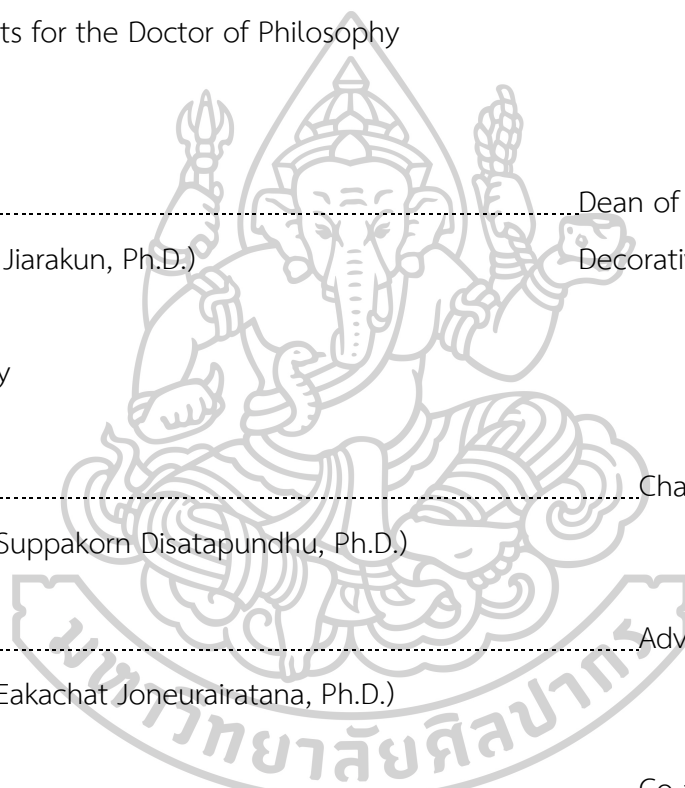 ts for the Doctor of Philosophy
Dean of
Jiarakun, Ph.D.)
Decorati
y
Cha
Suppakorn Disatapundhu, Ph.D.)
Adv
Eakachat Joneurairatana, Ph.D.)
มหาวิทยาลัยศิลปากร